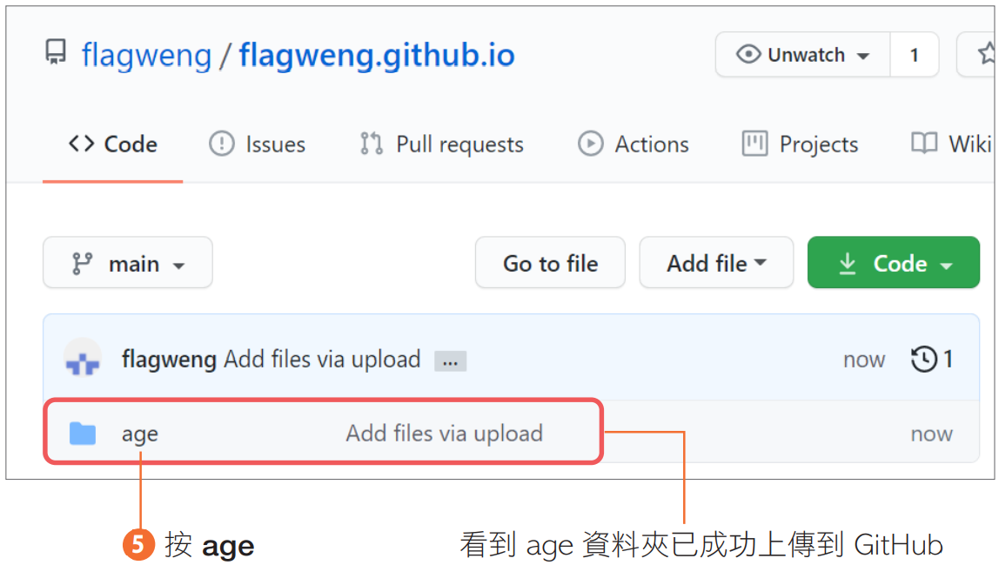 flagweng / flagweng.github.io
Unwatch 1
Code Issues Pull requests Actions Projects Wiki
main Go to file Add file Code
flagweng Add files via upload ... now 1
age Add files via upload now
5 按 age
看到 age 資料夾已成功上傳到 GitHub